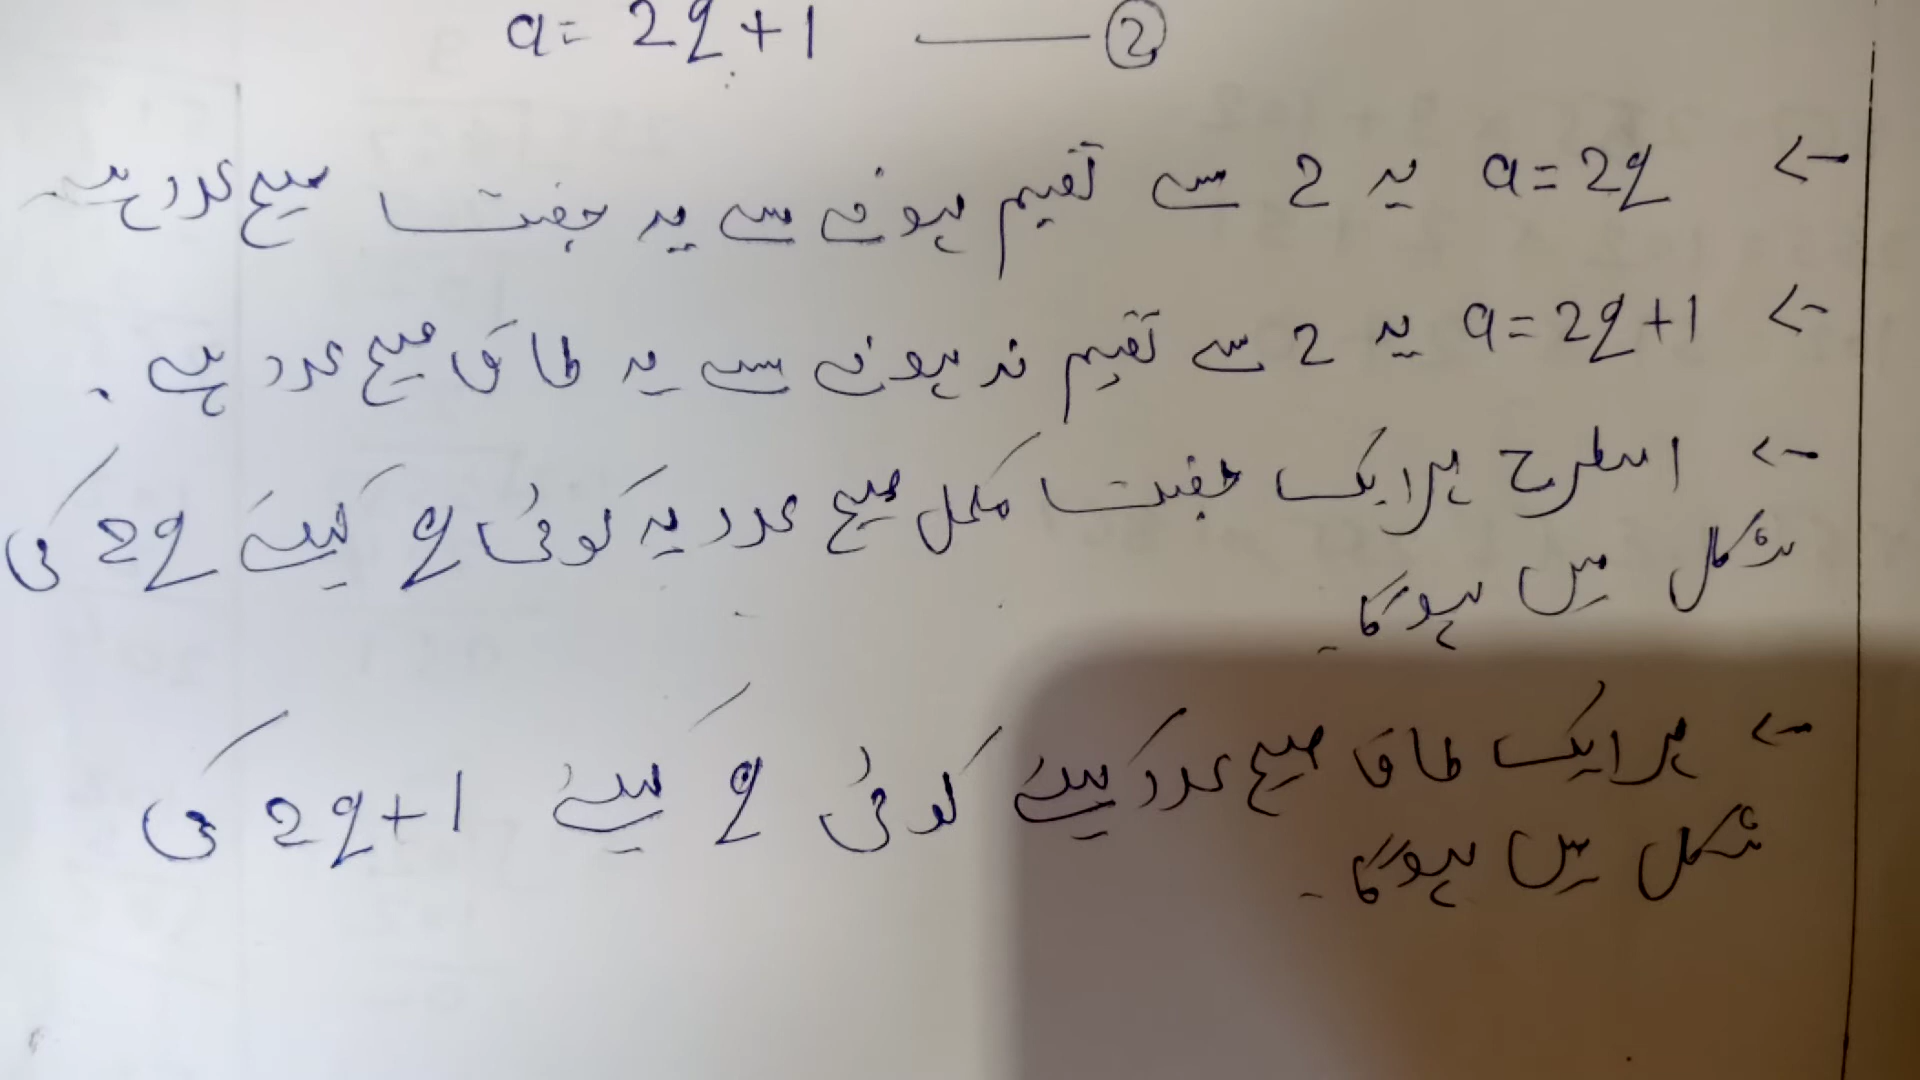 a = 2q + 1 —— ②
→ a = 2q یہ 2 سے تقسیم ہونے سے یہ جفت صحیح عدد ہے
→ a = 2q + 1 یہ 2 سے تقسیم نہ ہونے سے یہ طاق صحیح عدد ہے .
→ اسطرح ہر ایک جفت مکمل صحیح عدد یہ کوئی q کیلئے 2q کی
شکل میں ہوگا۔
→ ہر ایک طاق صحیح عدد کیلئے کوئی q کیلئے 2q + 1 کی
شکل میں ہوگا۔